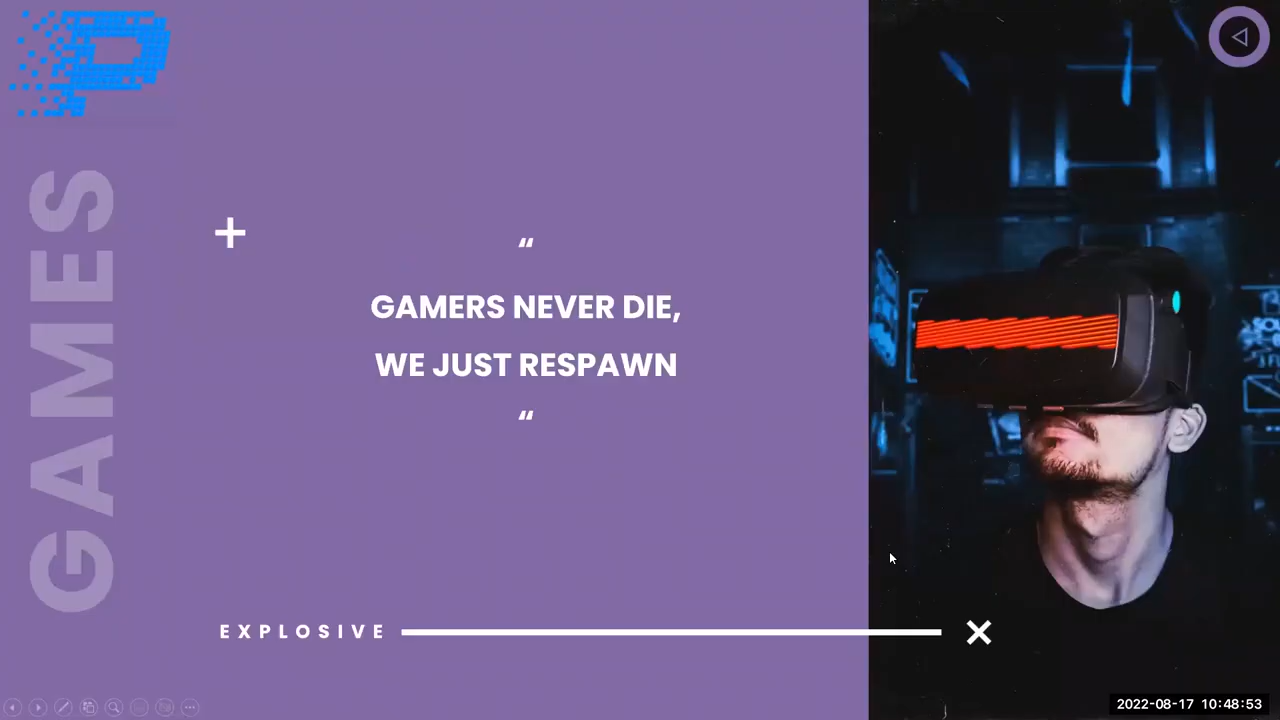 GAMES
“
GAMERS NEVER DIE,
WE JUST RESPAWN
“
EXPLOSIVE
2022-08-17 10:48:53